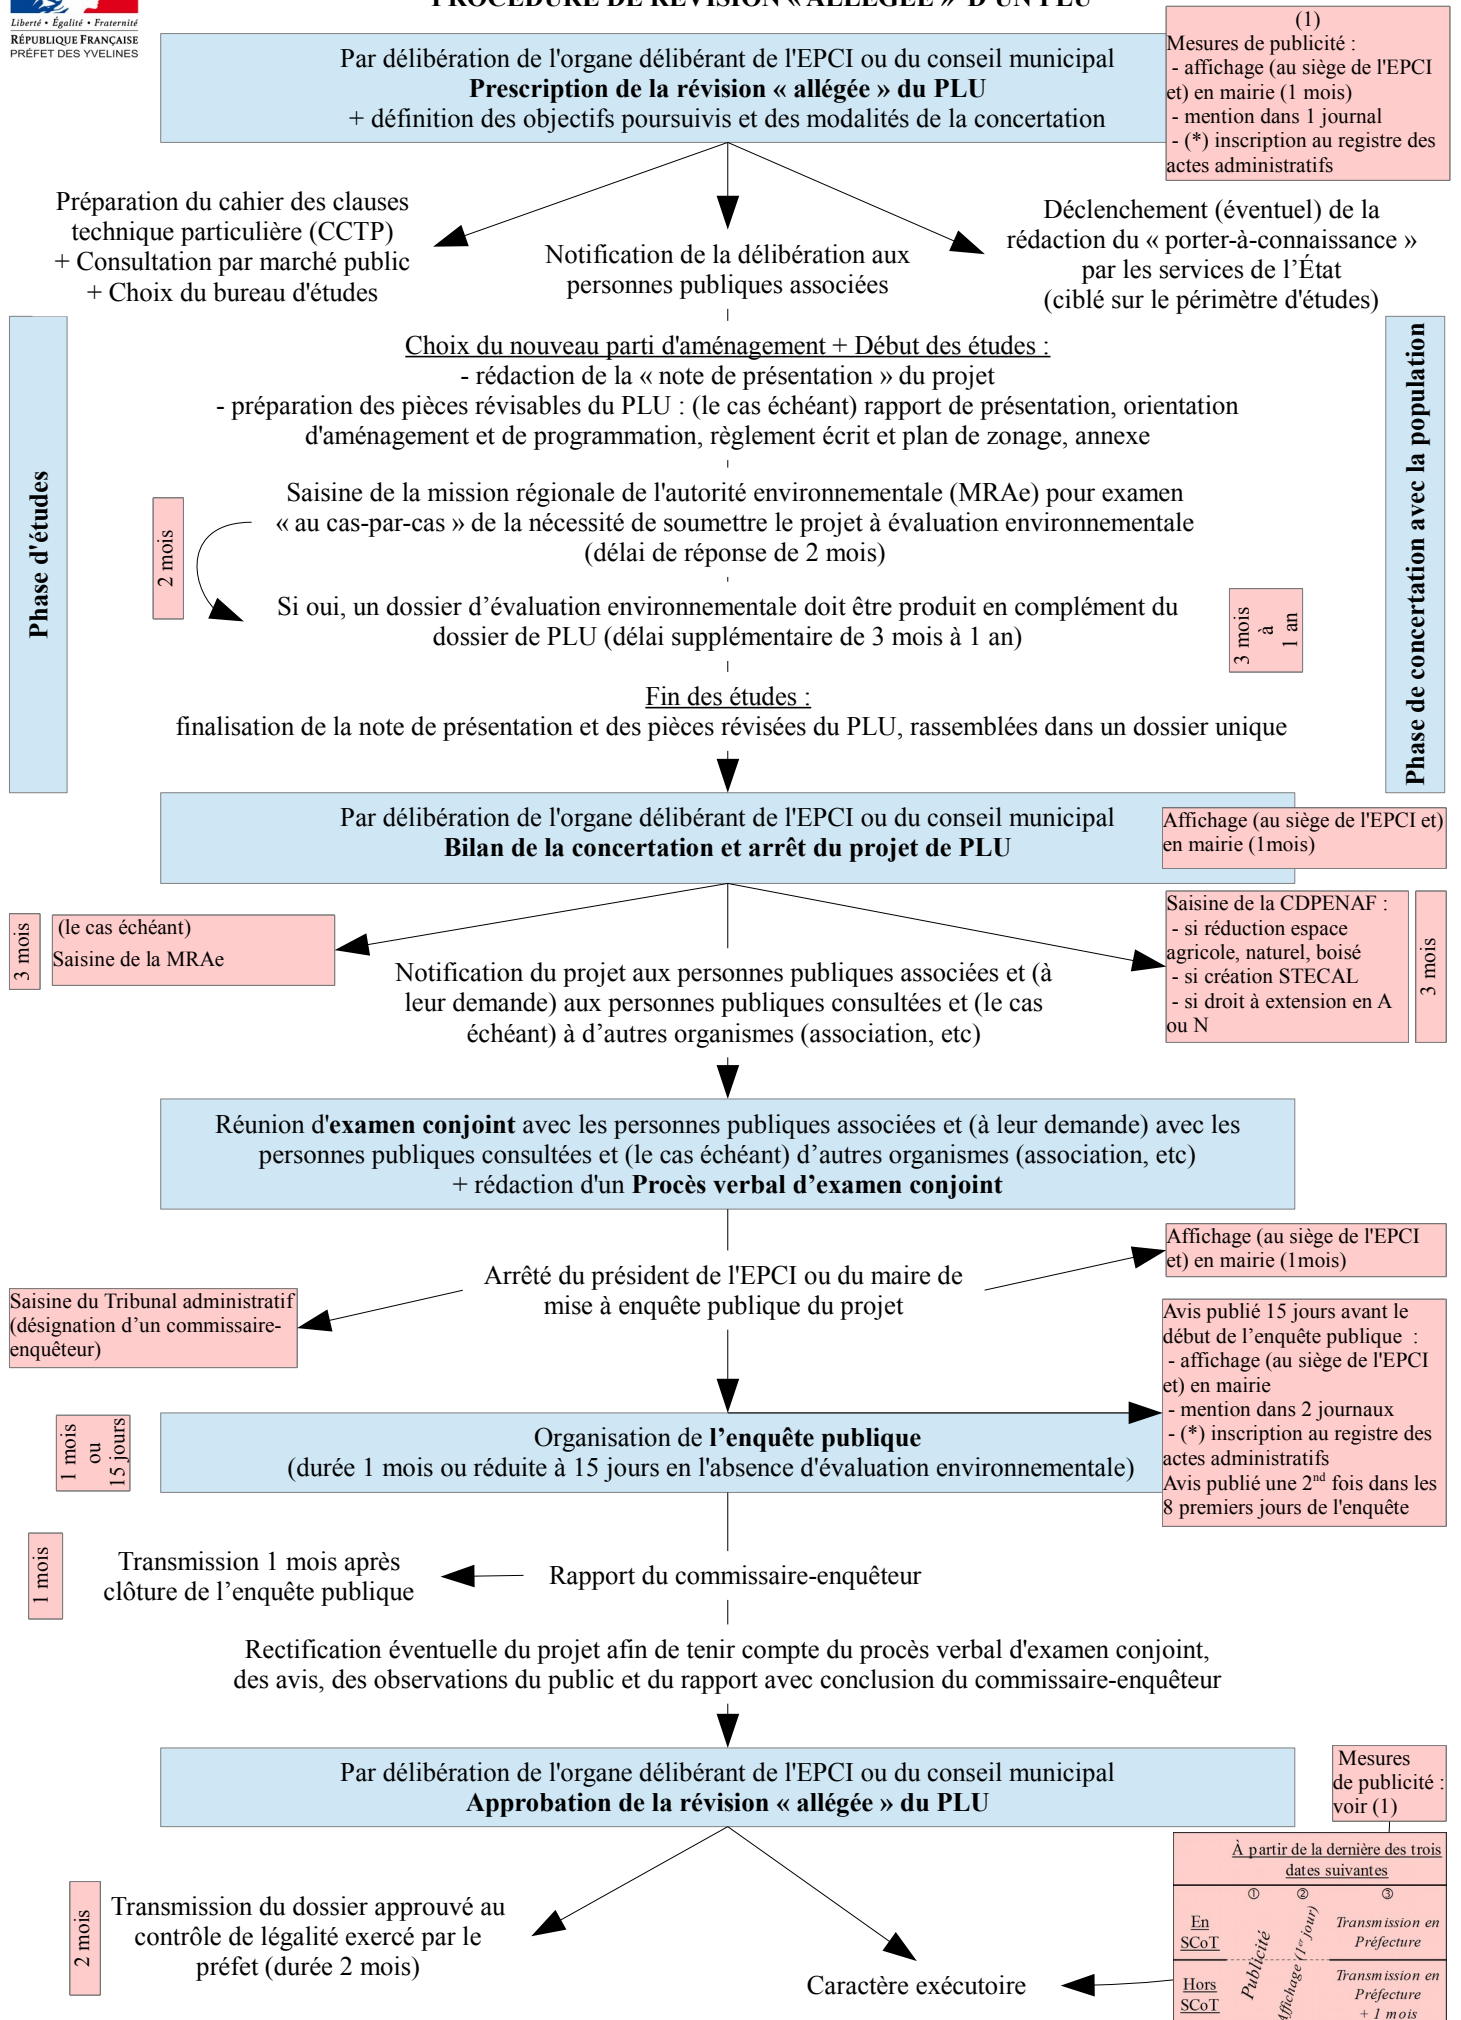 PROCÉDURE DE RÉVISION « ALLÉGÉE » D'UN PLU
Liberté • Égalité • Fraternité
RÉPUBLIQUE FRANÇAISE
PRÉFET DES YVELINES
Par délibération de l'organe délibérant de l'EPCI ou du conseil municipal
Prescription de la révision « allégée » du PLU
+ définition des objectifs poursuivis et des modalités de la concertation
(1)
Mesures de publicité :
- affichage (au siège de l'EPCI
et) en mairie (1 mois)
- mention dans 1 journal
- (*) inscription au registre des
actes administratifs
Préparation du cahier des clauses
technique particulière (CCTP)
+ Consultation par marché public
+ Choix du bureau d'études
Notification de la délibération aux
personnes publiques associées
Déclenchement (éventuel) de la
rédaction du « porter-à-connaissance »
par les services de l'État
(ciblé sur le périmètre d'études)
Phase d'études
Phase de concertation avec la population
Choix du nouveau parti d'aménagement + Début des études :
- rédaction de la « note de présentation » du projet
- préparation des pièces révisables du PLU : (le cas échéant) rapport de présentation, orientation
d'aménagement et de programmation, règlement écrit et plan de zonage, annexe
2 mois
Saisine de la mission régionale de l'autorité environnementale (MRAe) pour examen
« au cas-par-cas » de la nécessité de soumettre le projet à évaluation environnementale
(délai de réponse de 2 mois)
Si oui, un dossier d'évaluation environnementale doit être produit en complément du
dossier de PLU (délai supplémentaire de 3 mois à 1 an)
3 mois
à
1 an
Fin des études :
finalisation de la note de présentation et des pièces révisées du PLU, rassemblées dans un dossier unique
Par délibération de l'organe délibérant de l'EPCI ou du conseil municipal
Bilan de la concertation et arrêt du projet de PLU
Affichage (au siège de l'EPCI et)
en mairie (1mois)
3 mois
(le cas échéant)
Saisine de la MRAe
Notification du projet aux personnes publiques associées et (à
leur demande) aux personnes publiques consultées et (le cas
échéant) à d'autres organismes (association, etc)
Saisine de la CDPENAF :
- si réduction espace
agricole, naturel, boisé
- si création STECAL
- si droit à extension en A
ou N
3 mois
Réunion d'examen conjoint avec les personnes publiques associées et (à leur demande) avec les
personnes publiques consultées et (le cas échéant) d'autres organismes (association, etc)
+ rédaction d'un Procès verbal d'examen conjoint
Arrêté du président de l'EPCI ou du maire de
mise à enquête publique du projet
Affichage (au siège de l'EPCI
et) en mairie (1mois)
Saisine du Tribunal administratif
(désignation d'un commissaire-
enquêteur)
Avis publié 15 jours avant le
début de l'enquête publique :
- affichage (au siège de l'EPCI
et) en mairie
- mention dans 2 journaux
- (*) inscription au registre des
actes administratifs
Avis publié une 2nd fois dans les
8 premiers jours de l'enquête
1 mois
ou
15 jours
Organisation de l'enquête publique
(durée 1 mois ou réduite à 15 jours en l'absence d'évaluation environnementale)
1 mois
Transmission 1 mois après
clôture de l'enquête publique
Rapport du commissaire-enquêteur
Rectification éventuelle du projet afin de tenir compte du procès verbal d'examen conjoint,
des avis, des observations du public et du rapport avec conclusion du commissaire-enquêteur
Par délibération de l'organe délibérant de l'EPCI ou du conseil municipal
Approbation de la révision « allégée » du PLU
Mesures
de publicité :
voir (1)
2 mois
Transmission du dossier approuvé au
contrôle de légalité exercé par le
préfet (durée 2 mois)
Caractère exécutoire
À partir de la dernière des trois
dates suivantes
① ② ③
En
SCoT
Publicité
Affichage (1er jour)
Transmission en
Préfecture
Hors
SCoT
Transmission en
Préfecture
+ 1 mois